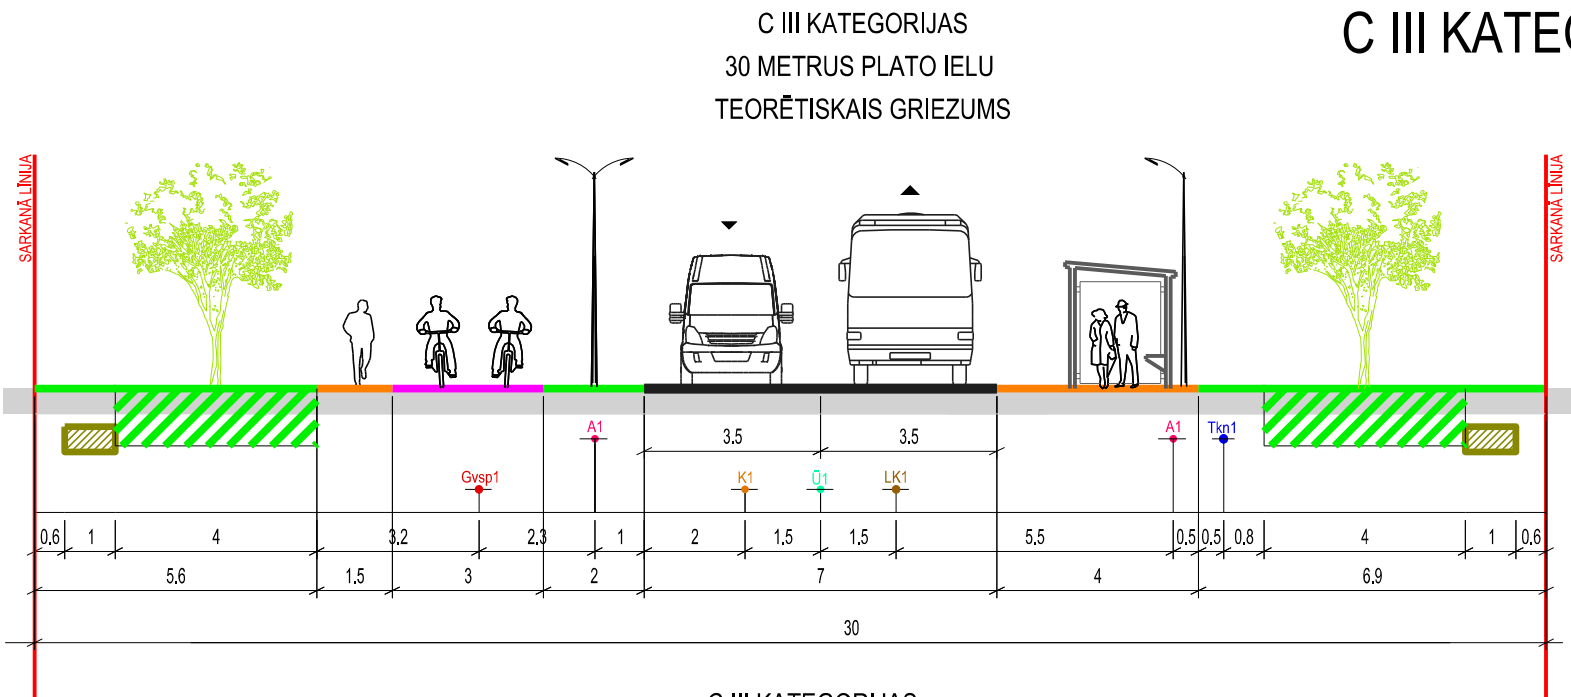 C III KATEGORIJAS
30 METRUS PLATO IELU
TEORĒTISKAIS GRIEZUMS
C III KATEG
SARKANĀ LĪNIJA
SARKANĀ LĪNIJA
A1
3.5
3.5
A1
Tkn1
Gvsp1
K1
Ū1
LK1
0.6
1
4
3.2
2.3
1
2
1.5
1.5
5.5
0.5
0.5
0.8
4
1
0.6
5.6
1.5
3
2
7
4
6.9
30
C III KATEGORIJAS